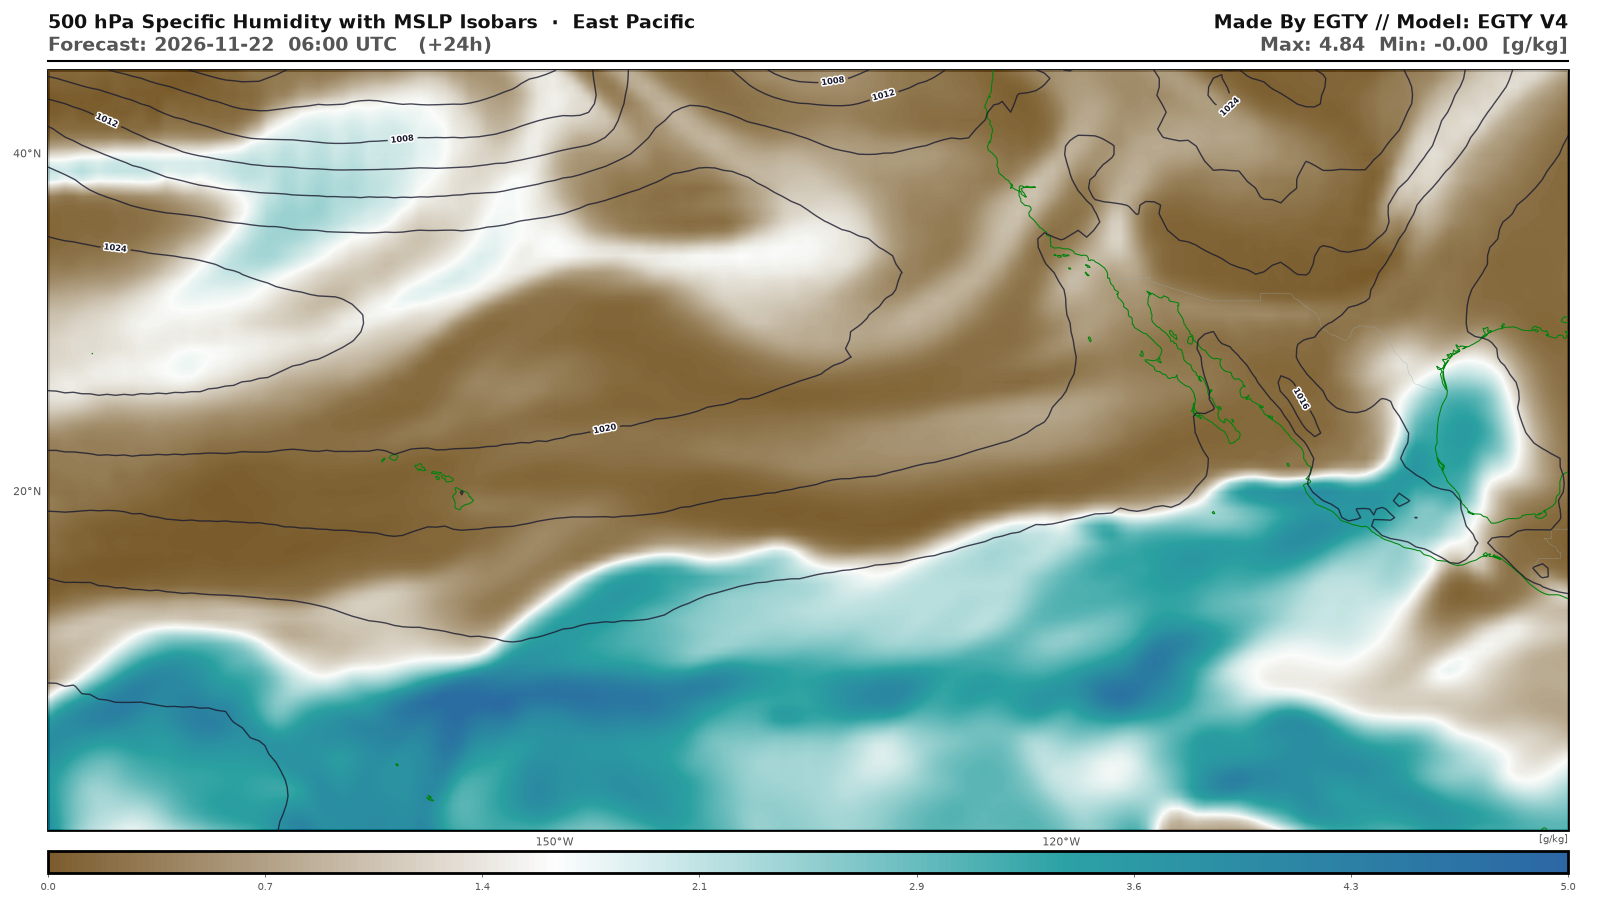 500 hPa Specific Humidity with MSLP Isobars · East Pacific
Made By EGTY // Model: EGTY V4
Forecast: 2026-11-22 06:00 UTC (+24h)
Max: 4.84 Min: -0.00 [g/kg]
1008
1012
1024
1012
1008
40°N
1024
1016
1020
20°N
150°W
120°W
[g/kg]
0.0
0.7
1.4
2.1
2.9
3.6
4.3
5.0